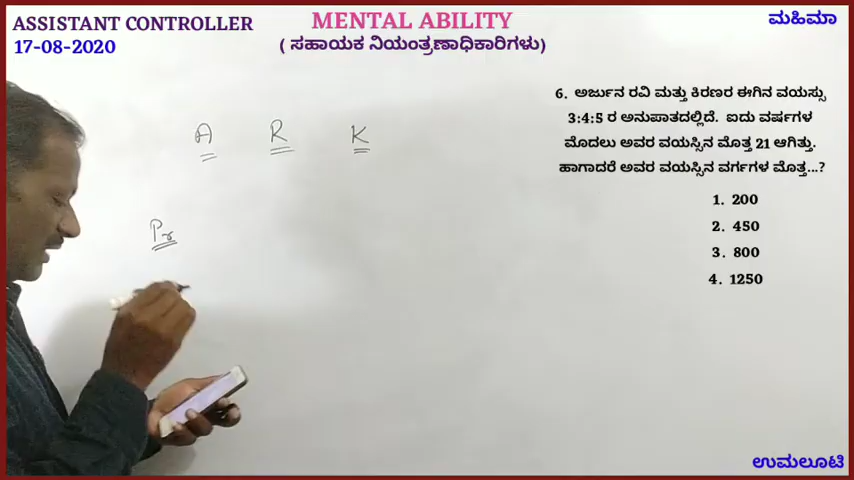 ASSISTANT CONTROLLER
MENTAL ABILITY
ಮಹಿಮಾ
17-08-2020
( ಸಹಾಯಕ ನಿಯಂತ್ರಣಾಧಿಕಾರಿಗಳು)
6. ಅರ್ಜುನ ರವಿ ಮತ್ತು ಕಿರಣರ ಈಗಿನ ವಯಸ್ಸು
3:4:5 ರ ಅನುಪಾತದಲ್ಲಿದೆ. ಐದು ವರ್ಷಗಳ
ಮೊದಲು ಅವರ ವಯಸ್ಸಿನ ಮೊತ್ತ 21 ಆಗಿತ್ತು.
ಹಾಗಾದರೆ ಅವರ ವಯಸ್ಸಿನ ವರ್ಗಗಳ ಮೊತ್ತ...?
1. 200
2. 450
3. 800
4. 1250
A R K
Pr
ಉಮಲೂಟಿ